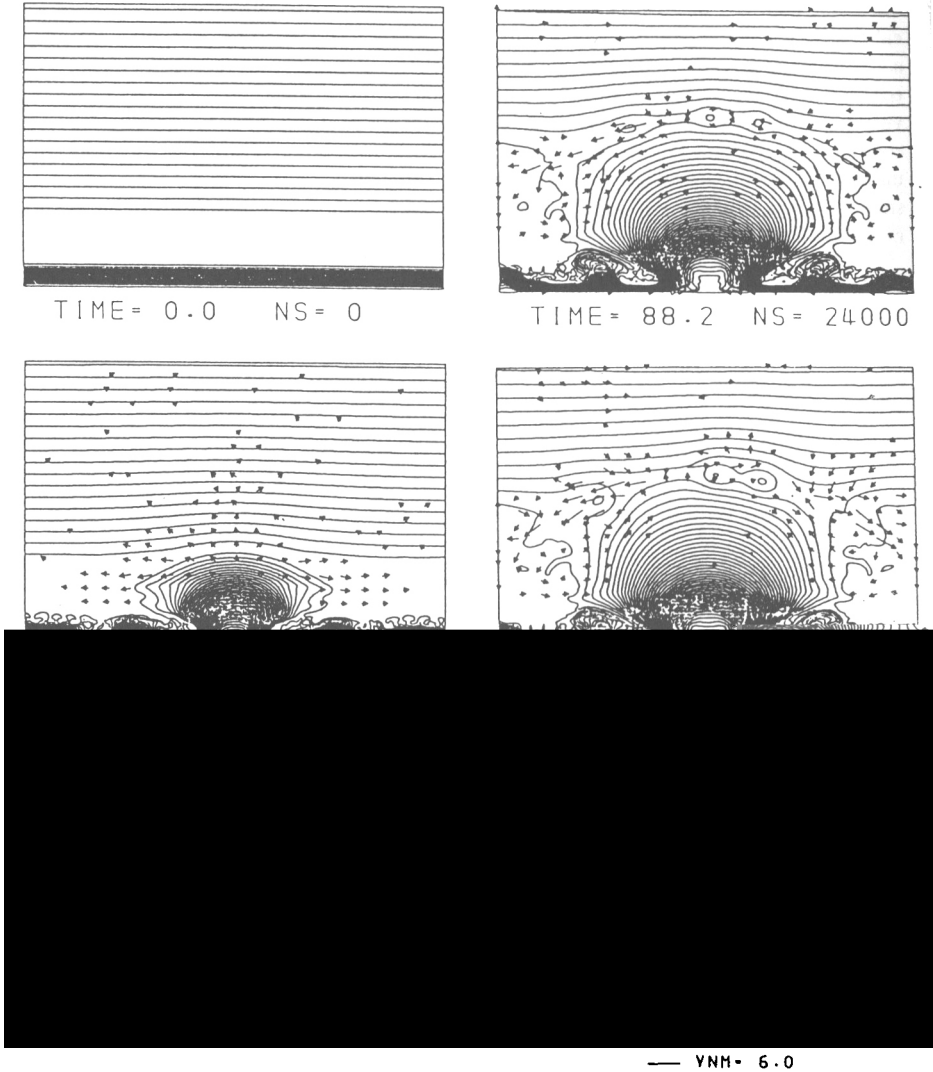 TIME= 0.0 NS= 0
TIME= 88.2 NS= 24000
— VNM- 6.0